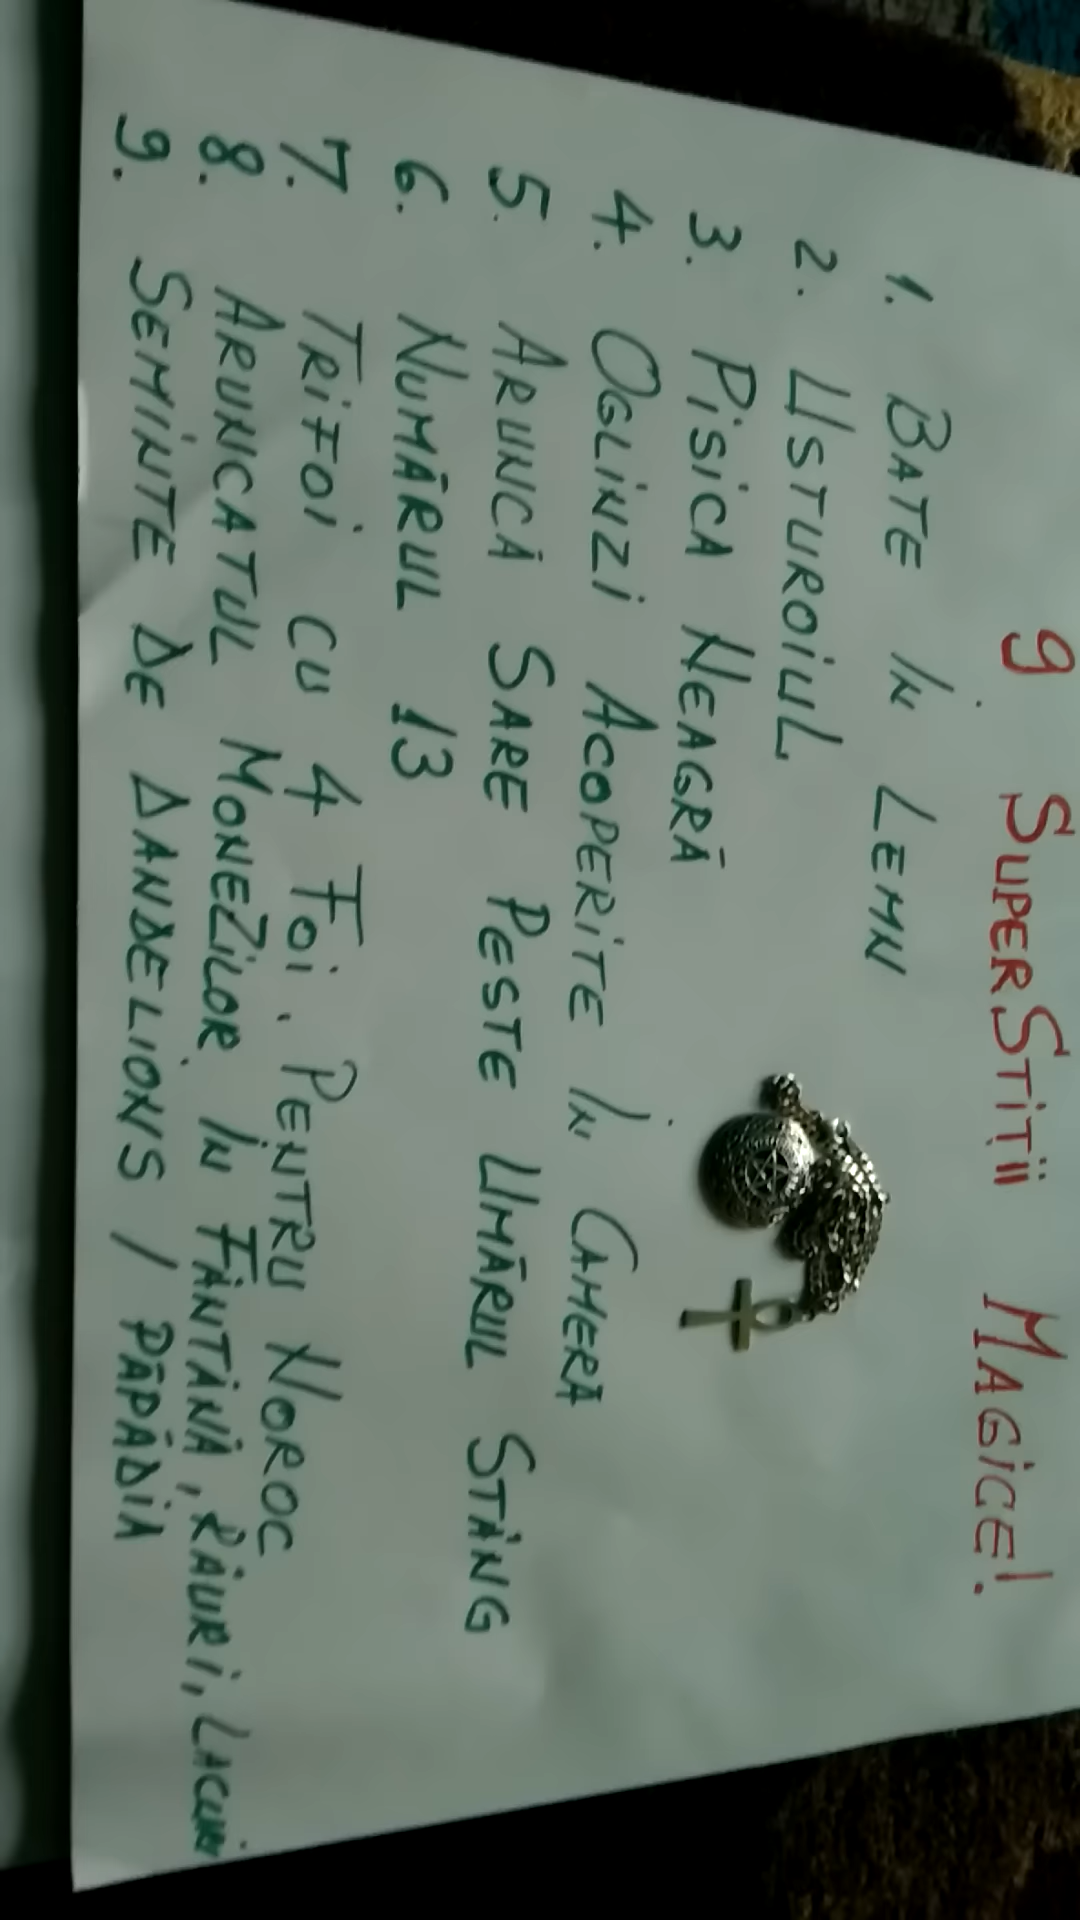 9 SUPERSTIȚII MAGICE!
1. BATE ÎN LEMN
2. USTUROIUL
3. PISICA NEAGRĂ
4. OGLINZI ACOPERITE ÎN CAMERĂ
5. ARUNCĂ SARE PESTE UMĂRUL STÂNG
6. NUMĂRUL 13
7. TRIFOI CU 4 FOI. PENTRU NOROC
8. ARUNCATUL MONEZILOR ÎN FÂNTÂNĂ, RÂURI, LACURI
9. SEMINTE DE DANDELIONS / PĂPĂDIA